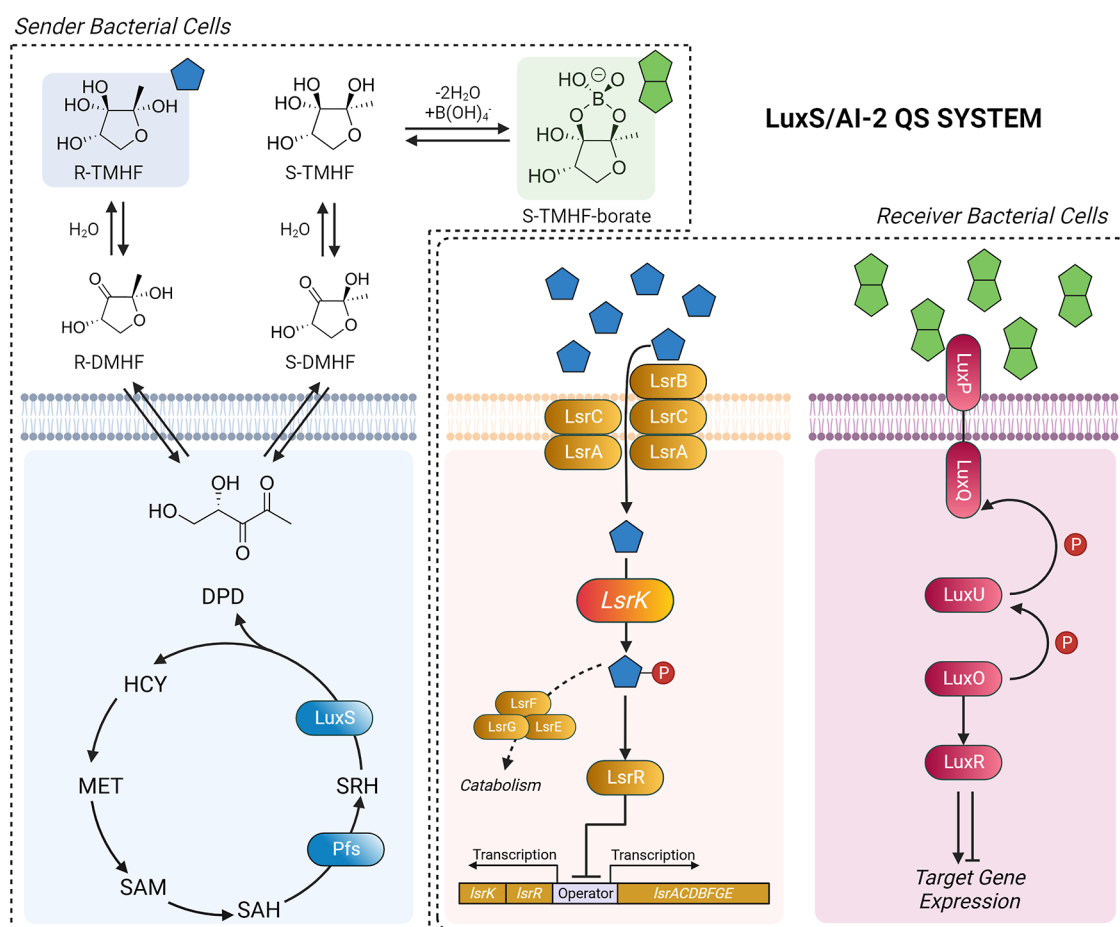 Sender Bacterial Cells
LuxS/AI-2 QS SYSTEM
HO
HO
OH
HO
O
R-TMHF
HO
OH
HO
HO
O
S-TMHF
-2H₂O
+B(OH)₄⁻
HO
⊖
O
B
O
O
HO
HO
O
S-TMHF-borate
H₂O
H₂O
O
OH
HO
O
R-DMHF
O
OH
HO
O
S-DMHF
OH
O
HO
O
DPD
HCY
LuxS
MET
SRH
Pfs
SAM
SAH
Receiver Bacterial Cells
LsrB
LsrC
LsrC
LsrA
LsrA
LsrK
P
LsrF
LsrG
LsrE
Catabolism
LsrR
Transcription
Transcription
lsrK
lsrR
Operator
lsrACDBFGE
LuxP
LuxQ
P
LuxU
P
LuxO
LuxR
Target Gene
Expression